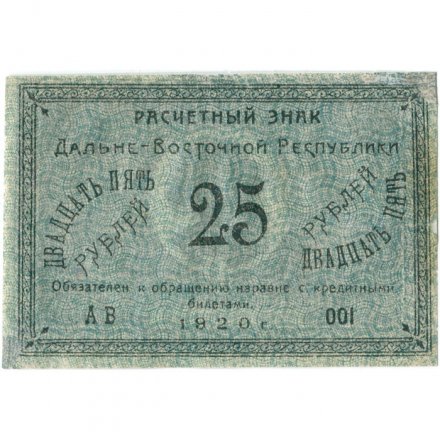 РАСЧЕТНЫЙ ЗНАК
ДАЛЬНЕ-ВОСТОЧНОЙ РЕСПУБЛИКИ
ДВАДЦАТЬ ПЯТЬ
РУБЛЕЙ
25
РУБЛЕЙ
ДВАДЦАТЬ ПЯТЬ
Обязателен к обращению наравне с кредитными
билетами.
АВ
1920 г.
001